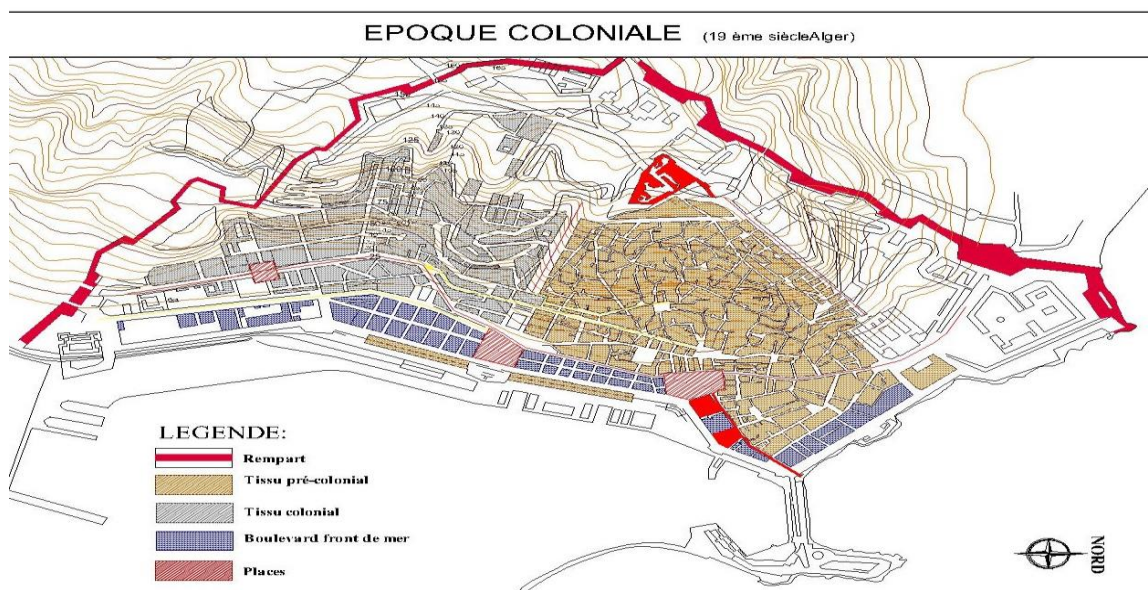 EPOQUE COLONIALE (19 ème siècleAlger)
LEGENDE:
Rempart
Tissu pré-colonial
Tissu colonial
Boulevard front de mer
Places
NORD